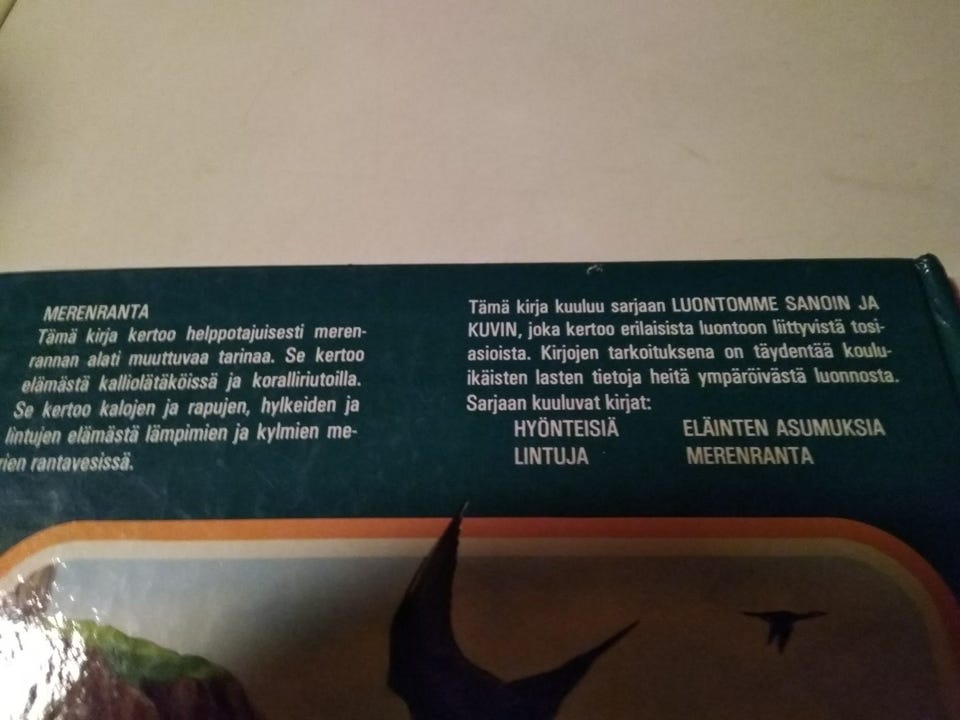 MERENRANTA
Tämä kirja kertoo helppotajuisesti meren-
rannan alati muuttuvaa tarinaa. Se kertoo
elämästä kalliolätäköissä ja koralliriutoilla.
Se kertoo kalojen ja rapujen, hylkeiden ja
lintujen elämästä lämpimien ja kylmien me-
rien rantavesissä.
Tämä kirja kuuluu sarjaan LUONTOMME SANOIN JA
KUVIN, joka kertoo erilaisista luontoon liittyvistä tosi-
asioista. Kirjojen tarkoituksena on täydentää koulu-
ikäisten lasten tietoja heitä ympäröivästä luonnosta.
Sarjaan kuuluvat kirjat:
HYÖNTEISIÄ ELÄINTEN ASUMUKSIA
LINTUJA MERENRANTA